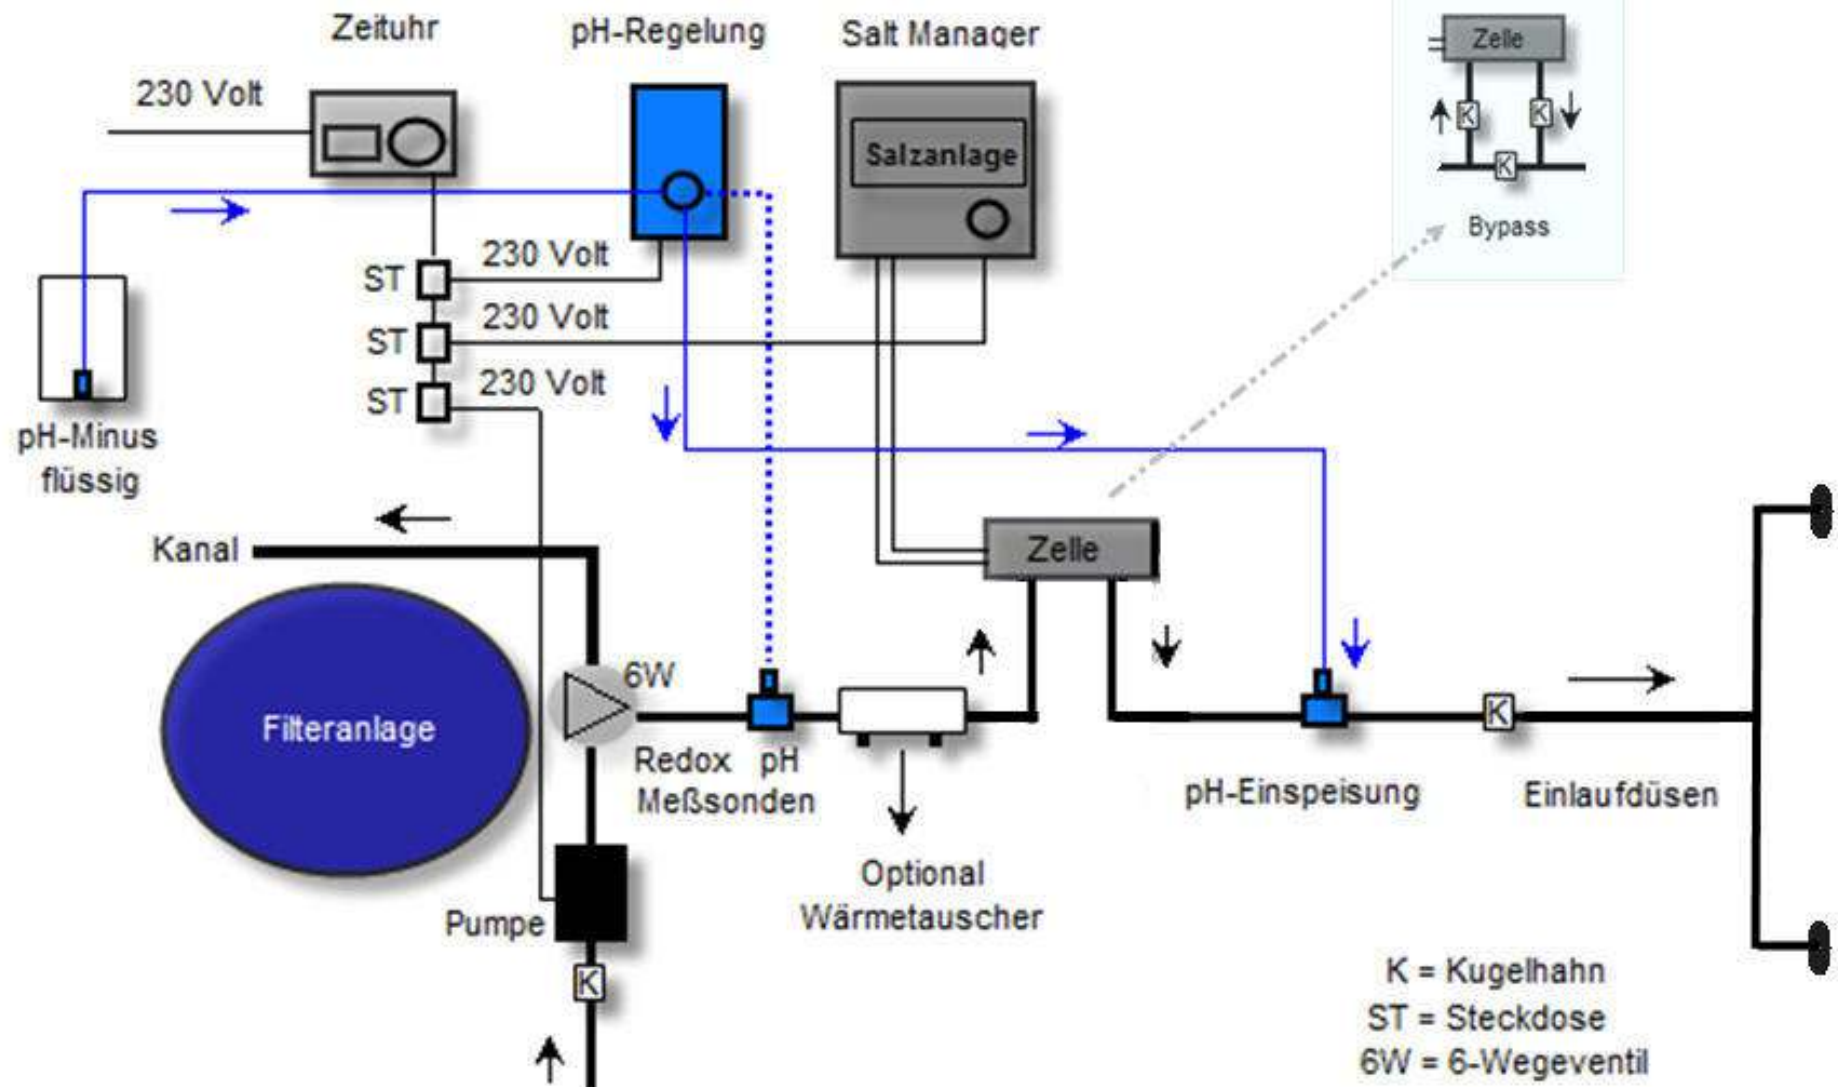 Zeituhr
pH-Regelung
Salt Manager
Zelle
230 Volt
Salzanlage
K
K
K
Bypass
ST
230 Volt
ST
230 Volt
ST
230 Volt
pH-Minus
flüssig
Kanal
Zelle
6W
Filteranlage
K
Redox pH
Meßsonden
pH-Einspeisung
Einlaufdüsen
Optional
Wärmetauscher
Pumpe
K
K = Kugelhahn
ST = Steckdose
6W = 6-Wegeventil